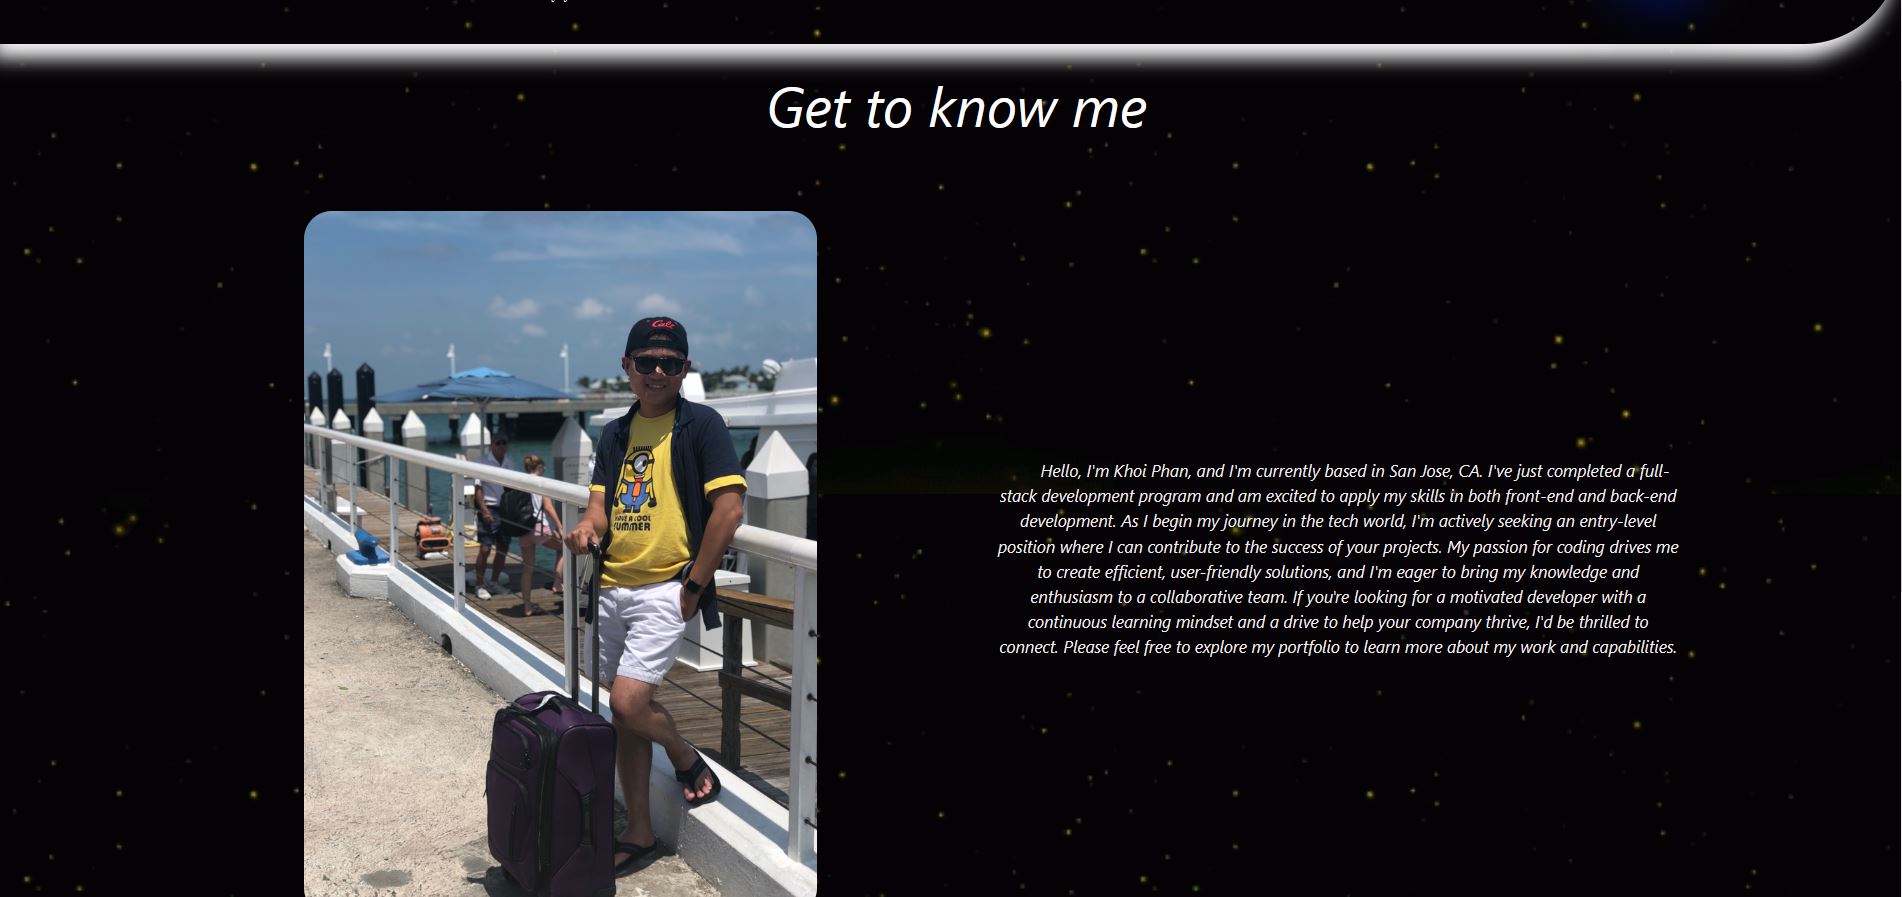 Get to know me
Cali
HAVE A COOL
SUMMER
Hello, I'm Khoi Phan, and I'm currently based in San Jose, CA. I've just completed a full-
stack development program and am excited to apply my skills in both front-end and back-end
development. As I begin my journey in the tech world, I'm actively seeking an entry-level
position where I can contribute to the success of your projects. My passion for coding drives me
to create efficient, user-friendly solutions, and I'm eager to bring my knowledge and
enthusiasm to a collaborative team. If you're looking for a motivated developer with a
continuous learning mindset and a drive to help your company thrive, I'd be thrilled to
connect. Please feel free to explore my portfolio to learn more about my work and capabilities.